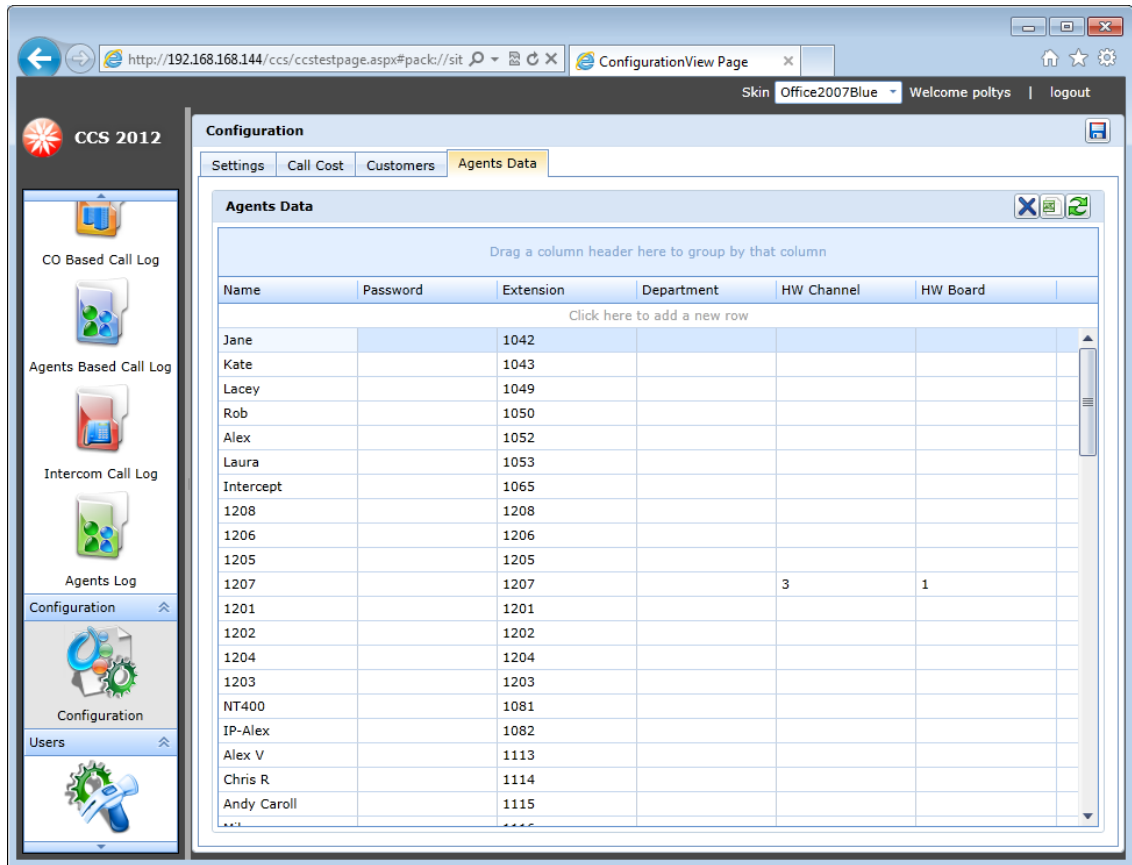 http://192.168.168.144/ccs/ccstestpage.aspx#pack://sit
ConfigurationView Page
Skin Office2007Blue Welcome poltys | logout
CCS 2012
Configuration
Settings Call Cost Customers Agents Data
Agents Data
Drag a column header here to group by that column
Name Password Extension Department HW Channel HW Board
Click here to add a new row
Jane 1042
Kate 1043
Lacey 1049
Rob 1050
Alex 1052
Laura 1053
Intercept 1065
1208 1208
1206 1206
1205 1205
1207 1207 3 1
1201 1201
1202 1202
1204 1204
1203 1203
NT400 1081
IP-Alex 1082
Alex V 1113
Chris R 1114
Andy Caroll 1115
CO Based Call Log
Agents Based Call Log
Intercom Call Log
Agents Log
Configuration
Configuration
Users